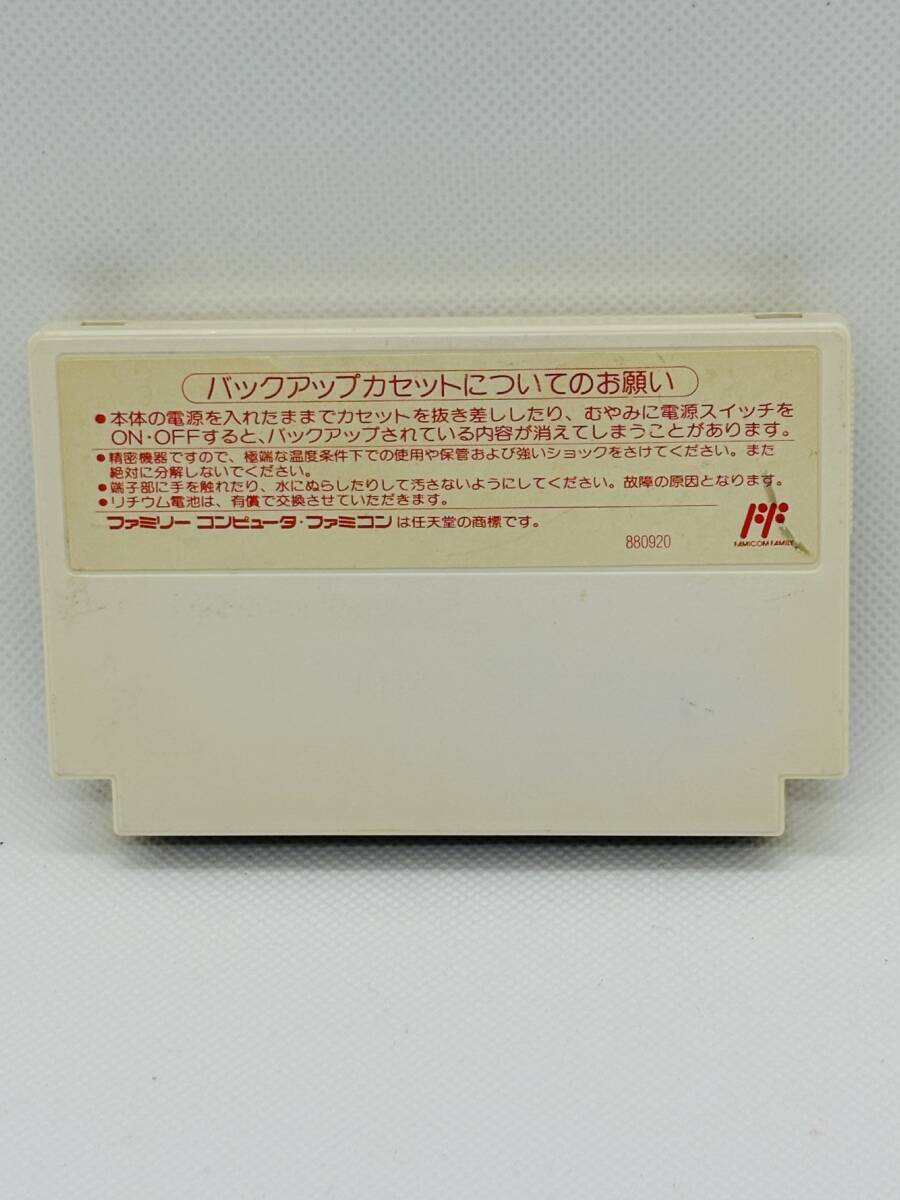 バックアップカセットについてのお願い
●本体の電源を入れたままでカセットを抜き差ししたり、むやみに電源スイッチを
ON・OFFすると、バックアップされている内容が消えてしまうことがあります。
●精密機器ですので、極端な温度条件下での使用や保管および強いショックをさけてください。また
絶対に分解しないでください。
●端子部に手を触れたり、水にぬらしたりして汚さないようにしてください。故障の原因となります。
●リチウム電池は、有償で交換させていただきます。
ファミリー コンピュータ・ファミコンは任天堂の商標です。
880920
FAMICOM FAMILY